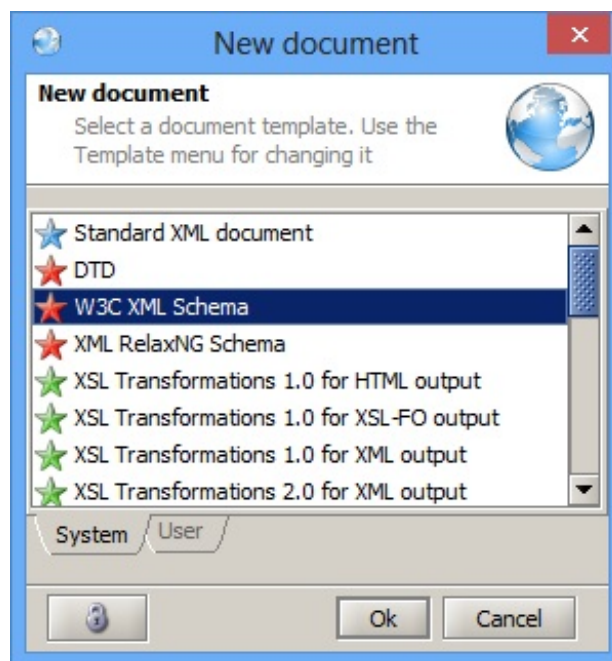 New document
New document
Select a document template. Use the
Template menu for changing it
Standard XML document
DTD
W3C XML Schema
XML RelaxNG Schema
XSL Transformations 1.0 for HTML output
XSL Transformations 1.0 for XSL-FO output
XSL Transformations 1.0 for XML output
XSL Transformations 2.0 for XML output
System User
Ok Cancel